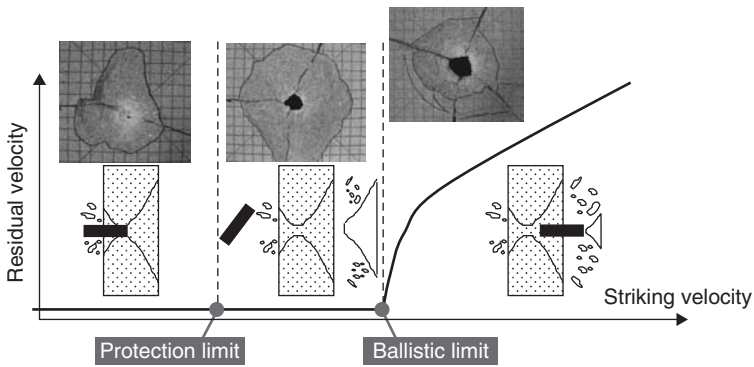 Residual velocity
Striking velocity
Protection limit
Ballistic limit